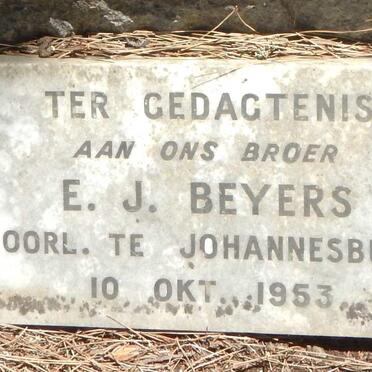 TER GEDAGTENIS
AAN ONS BROER
E. J. BEYERS
OORL. TE JOHANNESBU
10 OKT. 1953